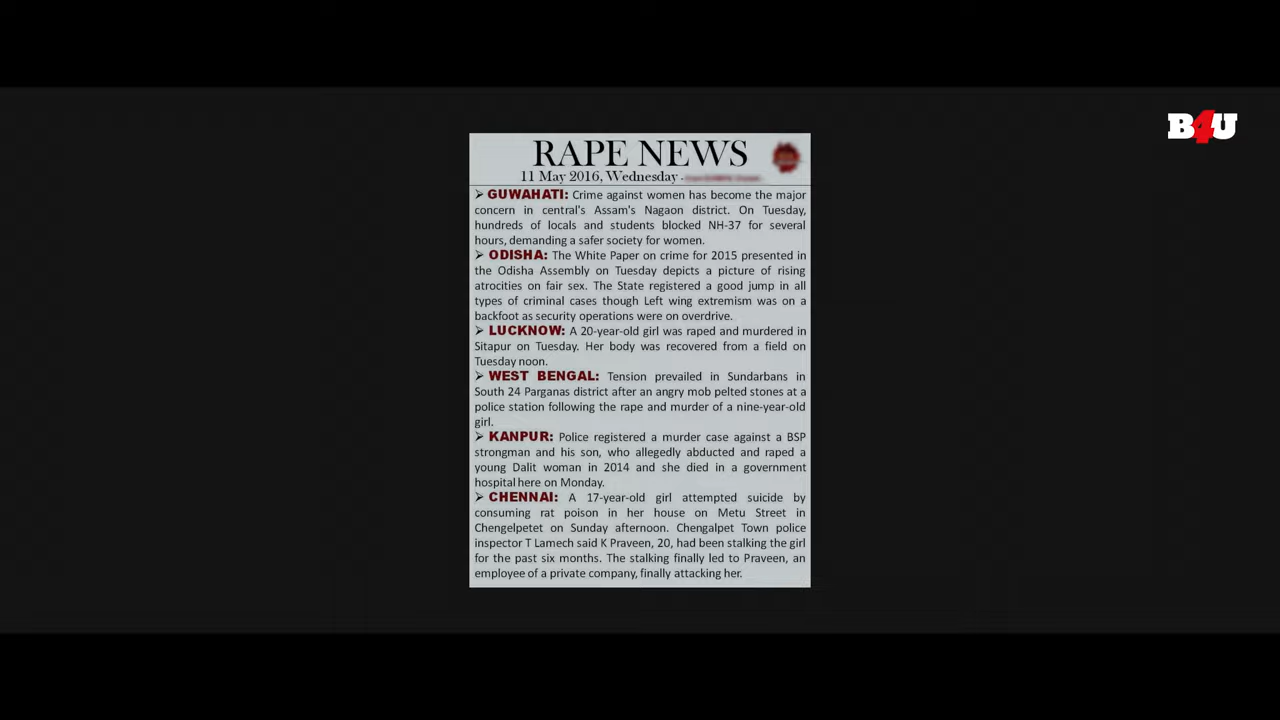 B4U
RAPE NEWS
11 May 2016, Wednesday -
➢ GUWAHATI: Crime against women has become the major
concern in central's Assam's Nagaon district. On Tuesday,
hundreds of locals and students blocked NH-37 for several
hours, demanding a safer society for women.
➢ ODISHA: The White Paper on crime for 2015 presented in
the Odisha Assembly on Tuesday depicts a picture of rising
atrocities on fair sex. The State registered a good jump in all
types of criminal cases though Left wing extremism was on a
backfoot as security operations were on overdrive.
➢ LUCKNOW: A 20-year-old girl was raped and murdered in
Sitapur on Tuesday. Her body was recovered from a field on
Tuesday noon.
➢ WEST BENGAL: Tension prevailed in Sundarbans in
South 24 Parganas district after an angry mob pelted stones at a
police station following the rape and murder of a nine-year-old
girl.
➢ KANPUR: Police registered a murder case against a BSP
strongman and his son, who allegedly abducted and raped a
young Dalit woman in 2014 and she died in a government
hospital here on Monday.
➢ CHENNAI: A 17-year-old girl attempted suicide by
consuming rat poison in her house on Metu Street in
Chengelpetet on Sunday afternoon. Chengalpet Town police
inspector T Lamech said K Praveen, 20, had been stalking the girl
for the past six months. The stalking finally led to Praveen, an
employee of a private company, finally attacking her.